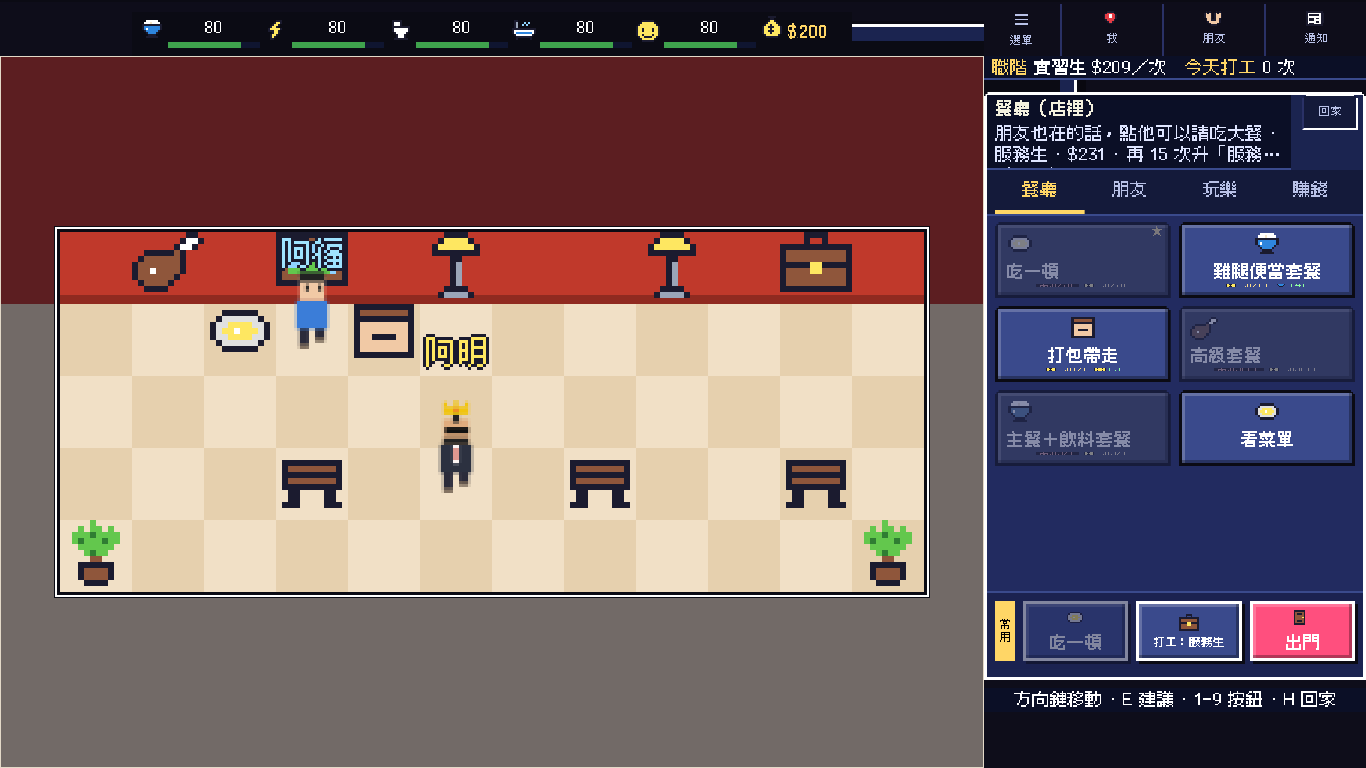 80
80
80
80
80
$200
選單
我
朋友
通知
職階 實習生 $209／次 今天打工 0 次
餐廳（店裡）
回家
朋友也在的話，點他可以請吃大餐．
服務生．$231．再 15 次升「服務…
餐廳
朋友
玩樂
賺錢
吃一頓
雞腿便當套餐
打包帶走
高級套餐
主餐＋飲料套餐
看菜單
常用
吃一頓
打工：服務生
出門
方向鍵移動．E 建議．1-9 按鈕．H 回家
阿福
阿明